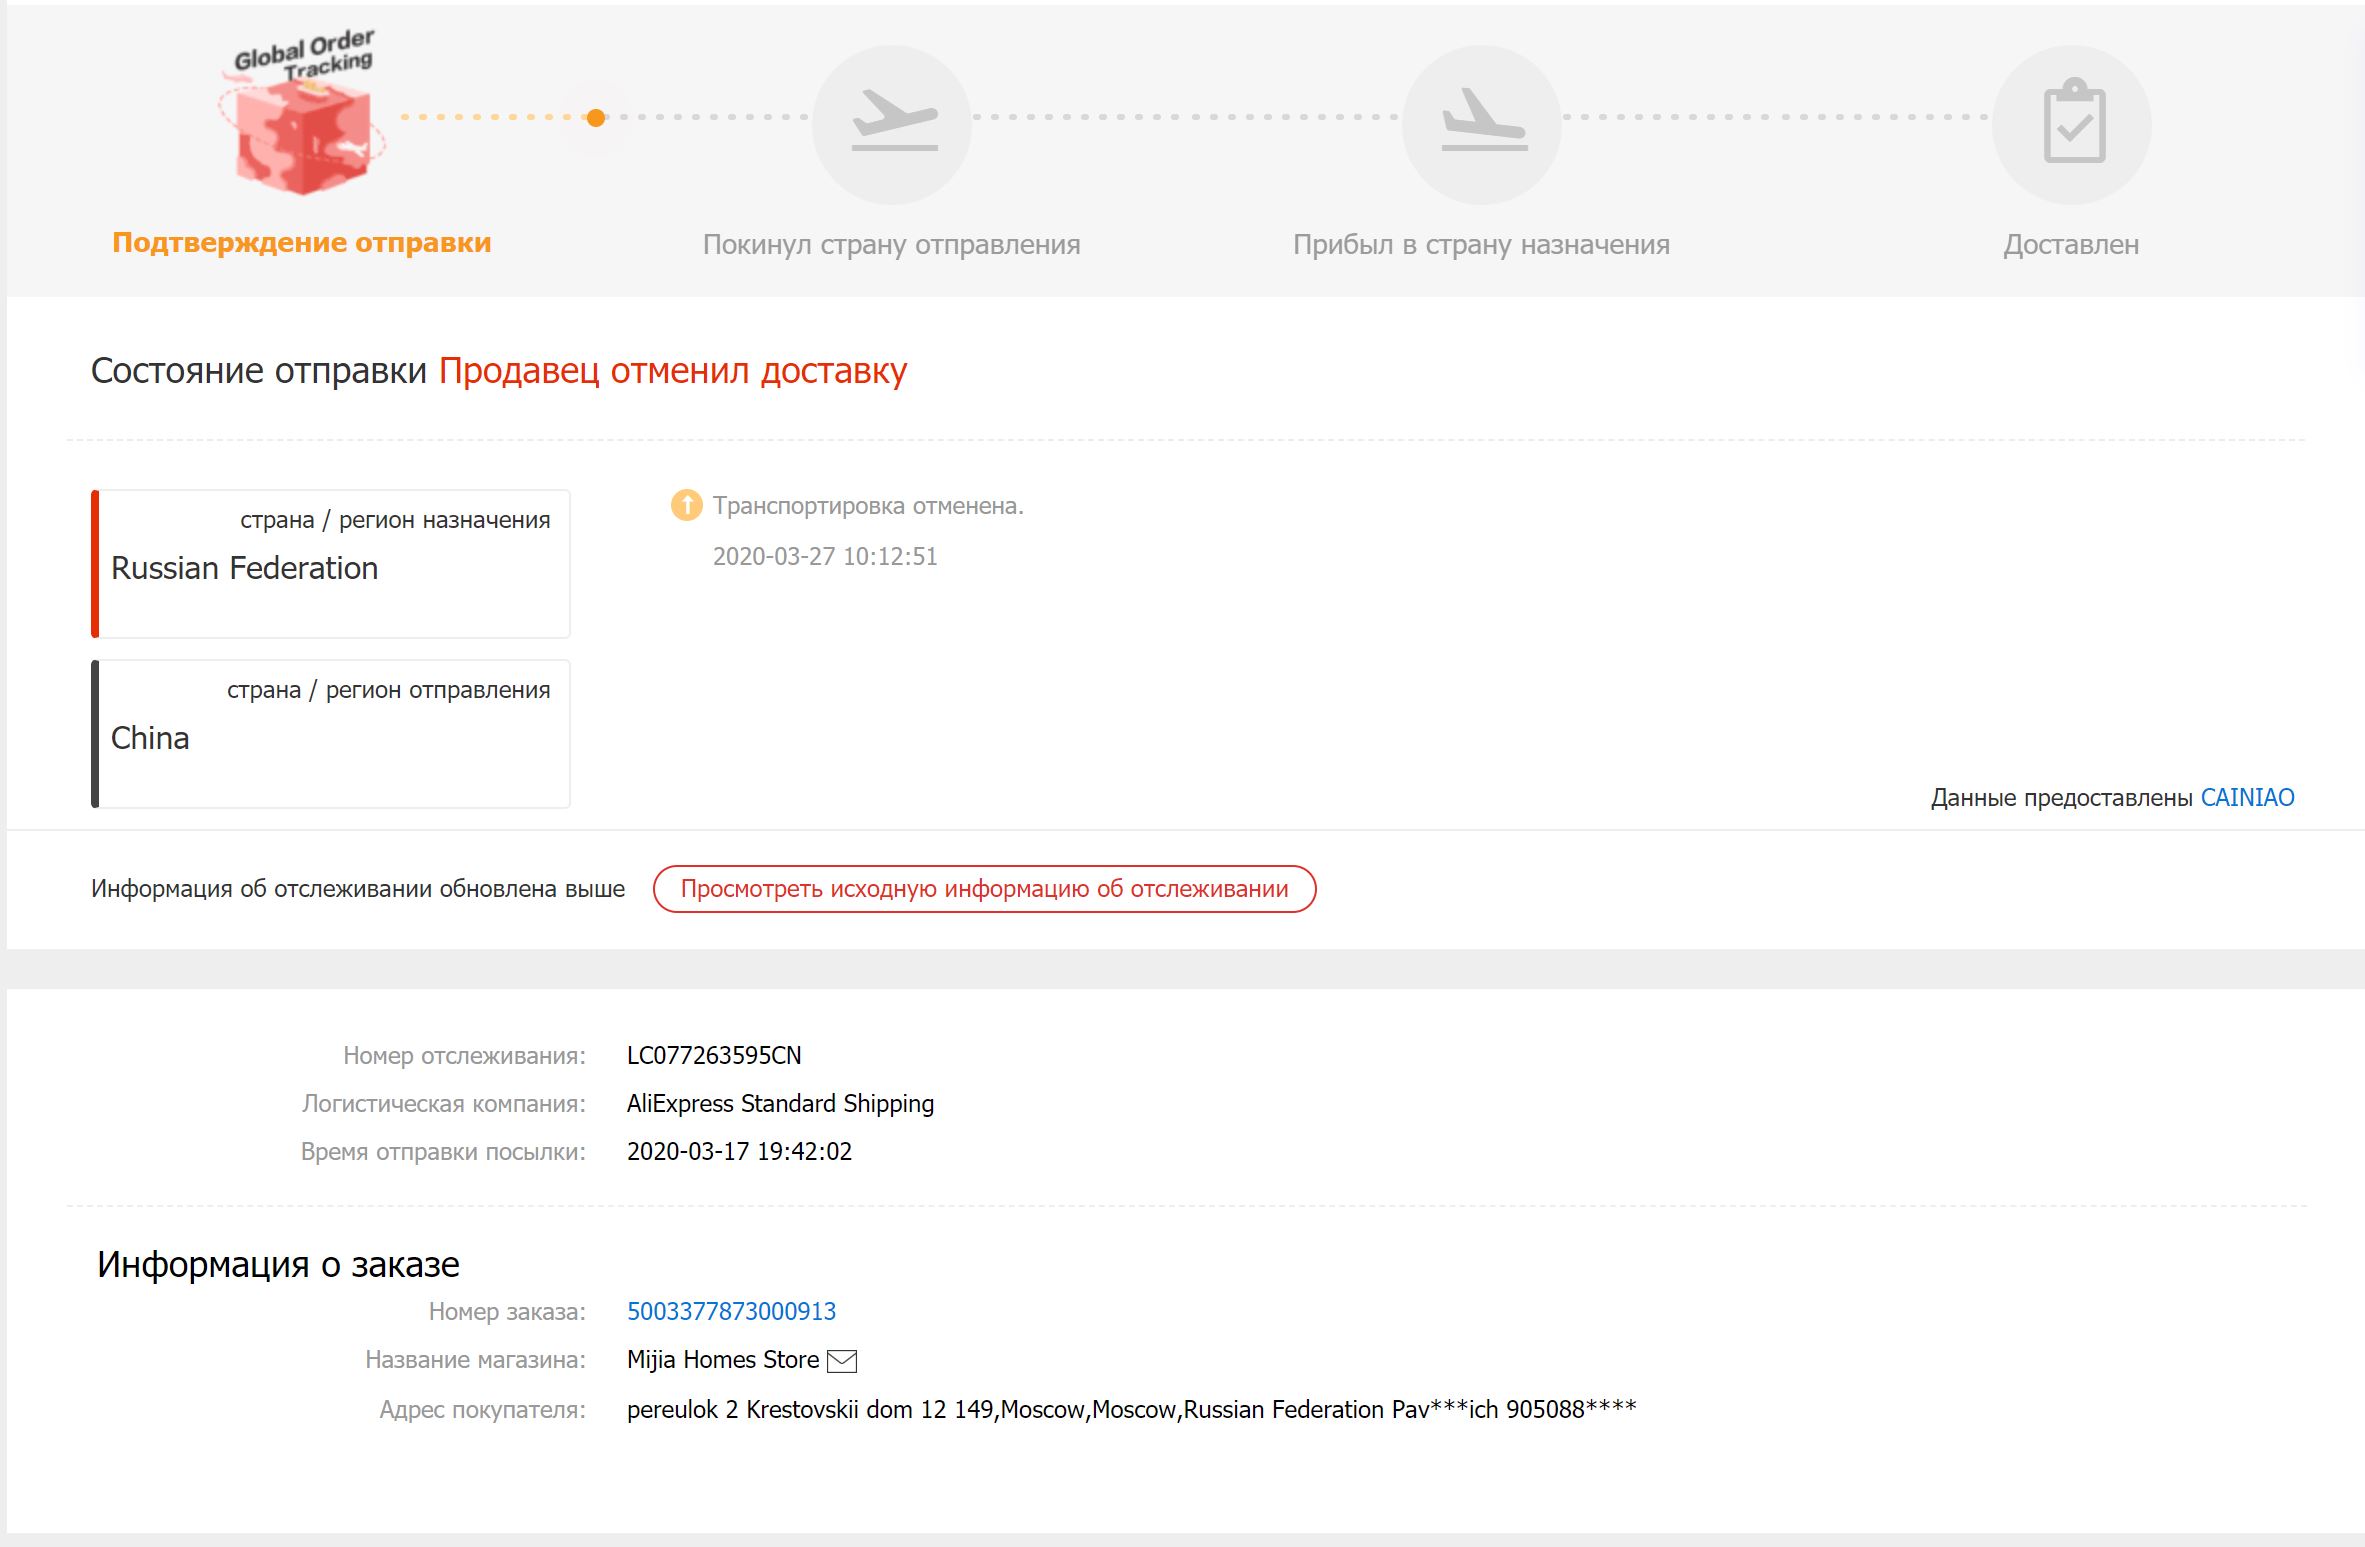 Global Order
Tracking
Подтверждение отправки
Покинул страну отправления
Прибыл в страну назначения
Доставлен
Состояние отправки Продавец отменил доставку
страна / регион назначения
Russian Federation
Транспортировка отменена.
2020-03-27 10:12:51
страна / регион отправления
China
Данные предоставлены CAINIAO
Информация об отслеживании обновлена выше
Просмотреть исходную информацию об отслеживании
Номер отслеживания: LC077263595CN
Логистическая компания: AliExpress Standard Shipping
Время отправки посылки: 2020-03-17 19:42:02
Информация о заказе
Номер заказа: 5003377873000913
Название магазина: Mijia Homes Store
Адрес покупателя: pereulok 2 Krestovskii dom 12 149,Moscow,Moscow,Russian Federation Pav***ich 905088****